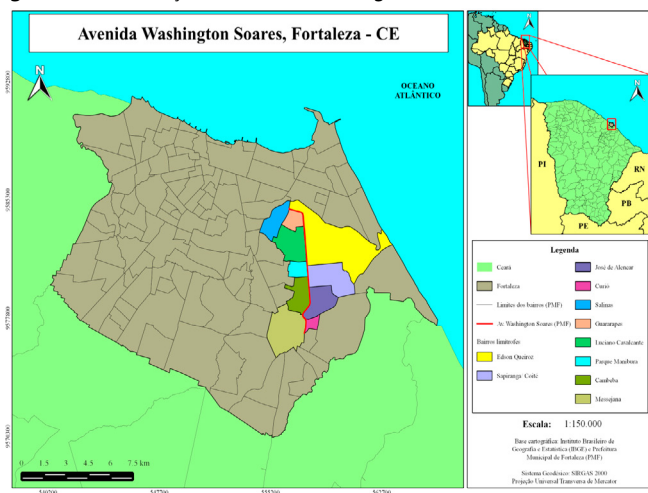 Avenida Washington Soares, Fortaleza - CE
N
OCEANO
ATLÂNTICO
0 1.5 3 4.5 6 7.5 km
N
N
PI
RN
PB
PE
Legenda
Ceará
Fortaleza
Limites dos bairros (PMF)
Av. Washington Soares (PMF)
Bairros limítrofes
Edson Queiroz
Sapiranga/ Coité
José de Alencar
Curió
Salinas
Guararapes
Luciano Cavalcante
Parque Manibura
Cambeba
Messejana
Escala: 1:150.000
Base cartográfica: Instituto Brasileiro de
Geografia e Estatística (IBGE) e Prefeitura
Municipal de Fortaleza (PMF)
Sistema Geodésico: SIRGAS 2000
Projeção Universal Transversa de Mercator